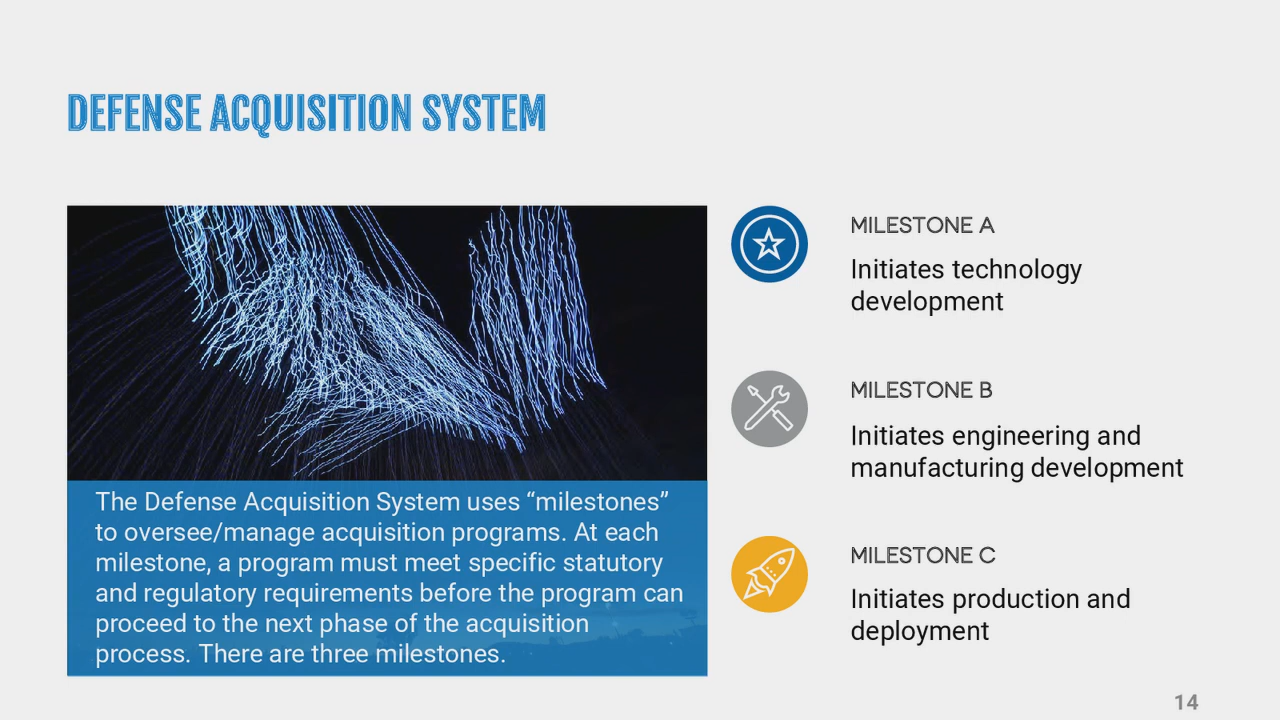 DEFENSE ACQUISITION SYSTEM
The Defense Acquisition System uses “milestones”
to oversee/manage acquisition programs. At each
milestone, a program must meet specific statutory
and regulatory requirements before the program can
proceed to the next phase of the acquisition
process. There are three milestones.
MILESTONE A
Initiates technology
development
MILESTONE B
Initiates engineering and
manufacturing development
MILESTONE C
Initiates production and
deployment
14